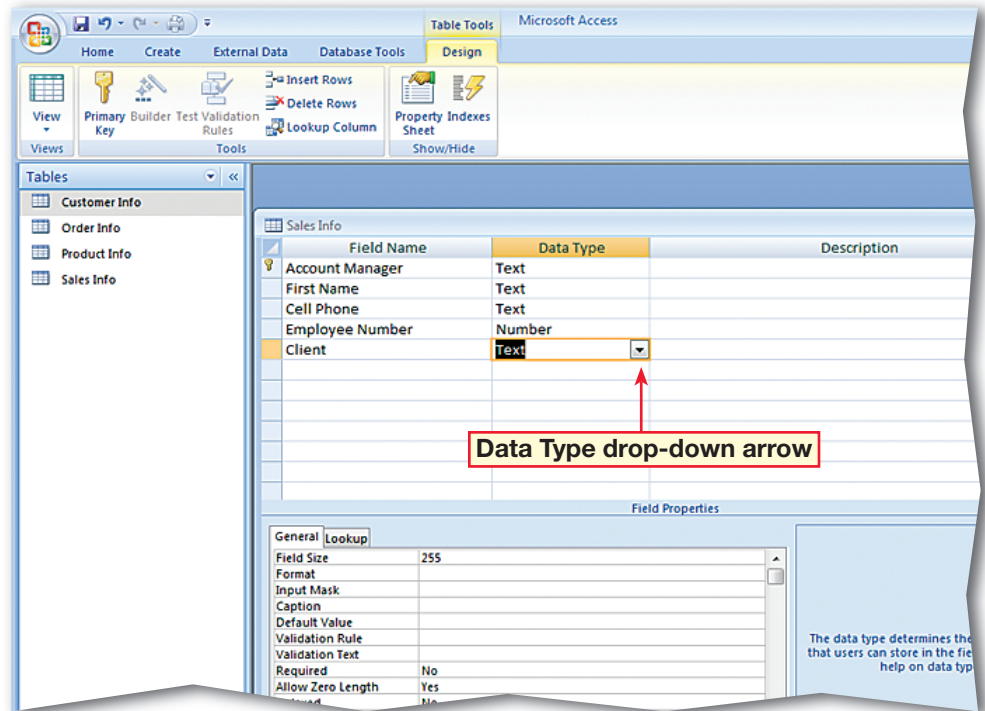 Table Tools
Microsoft Access
Home
Create
External Data
Database Tools
Design
View
Primary Key
Builder
Test Validation Rules
Insert Rows
Delete Rows
Lookup Column
Property Sheet
Indexes
Views
Tools
Show/Hide
Tables
Customer Info
Order Info
Product Info
Sales Info
Sales Info
Field Name Data Type Description
Account Manager Text
First Name Text
Cell Phone Text
Employee Number Number
Client Text
Data Type drop-down arrow
Field Properties
General Lookup
Field Size 255
Format
Input Mask
Caption
Default Value
Validation Rule
Validation Text
Required No
Allow Zero Length Yes
No
The data type determines the
that users can store in the
help on data